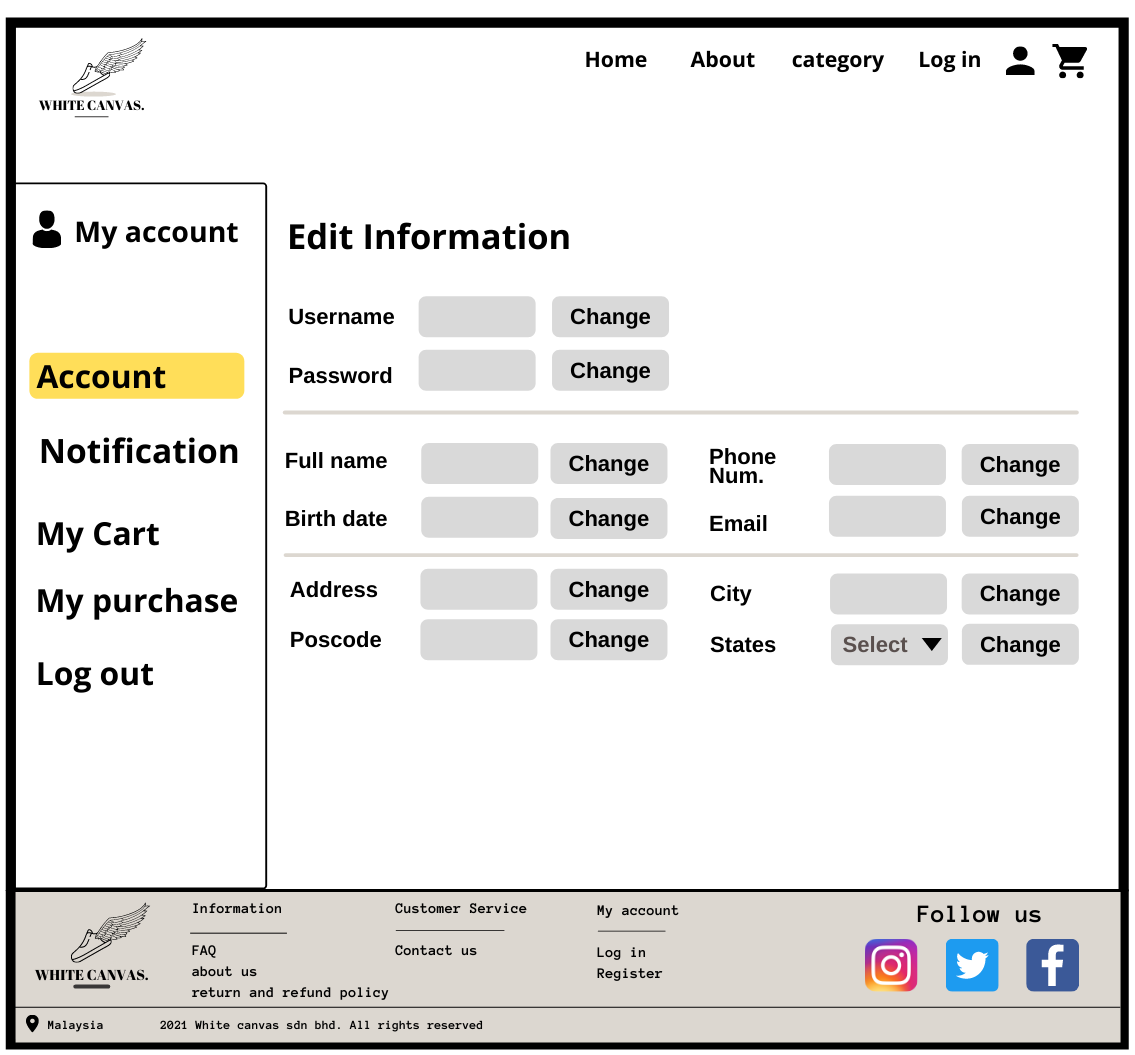 Home About category Log in
WHITE CANVAS.
My account
Edit Information
Username Change
Password Change
Account
Notification
My Cart
My purchase
Log out
Full name Change
Phone
Num. Change
Birth date Change
Email Change
Address Change
City Change
Poscode Change
States Select Change
WHITE CANVAS.
Information
FAQ
about us
return and refund policy
Customer Service
Contact us
My account
Log in
Register
Follow us
Malaysia 2021 White canvas sdn bhd. All rights reserved